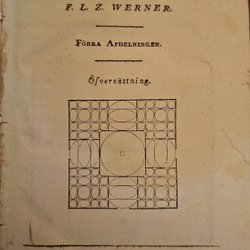 F. L. Z. WERNER.
FÖRRA AFDELNINGEN.
Öfversättning.